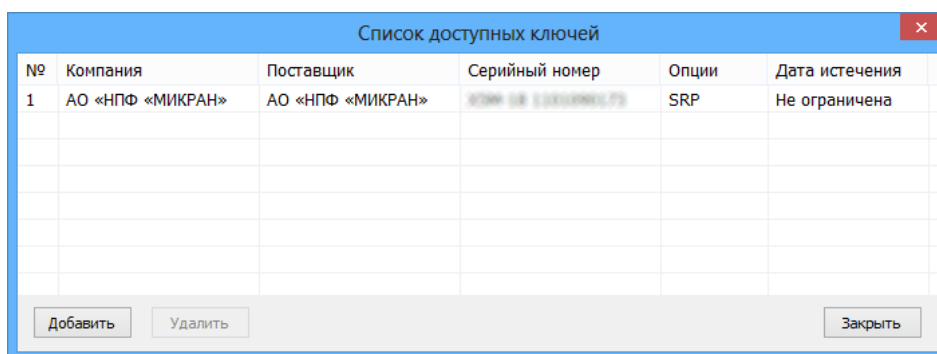 Список доступных ключей
№ Компания Поставщик Серийный номер Опции Дата истечения
1 АО «НПФ «МИКРАН» АО «НПФ «МИКРАН» SRP Не ограничена
Добавить Удалить Закрыть